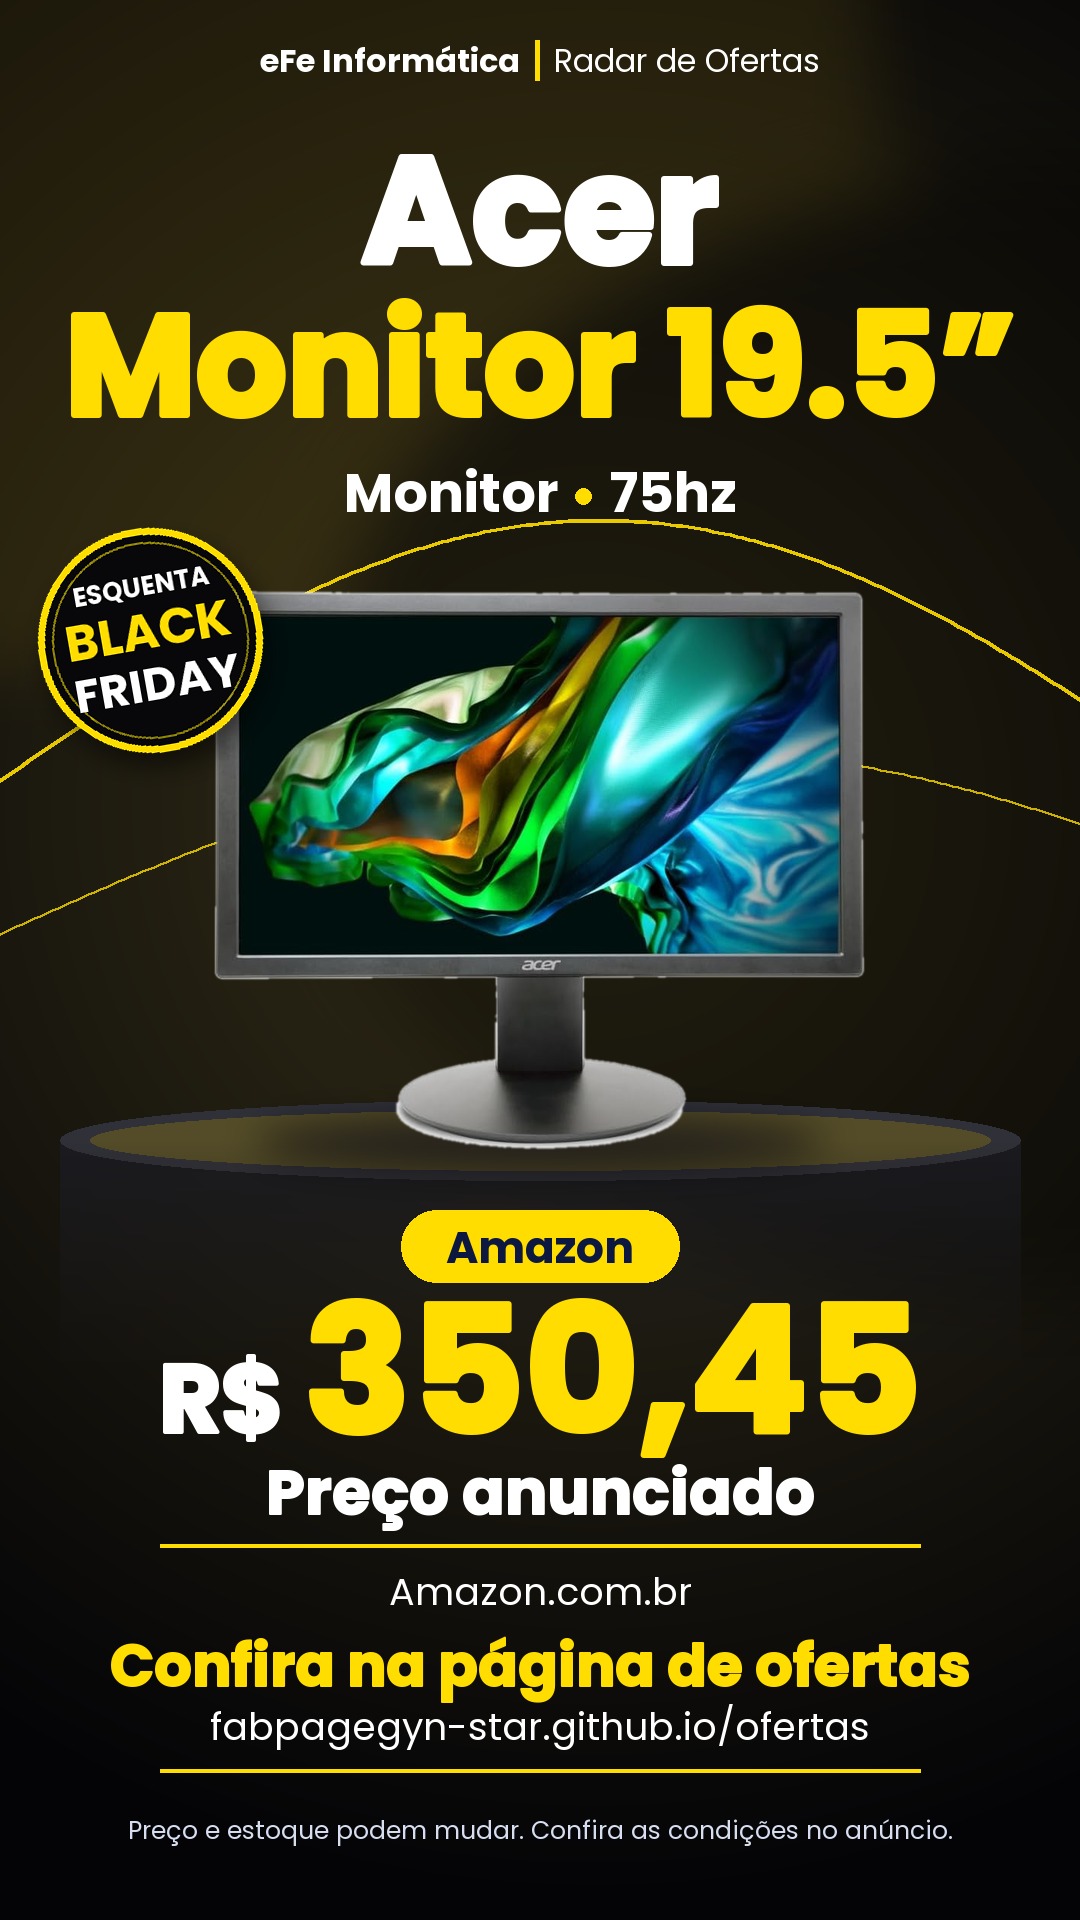 eFe Informática | Radar de Ofertas
Acer
Monitor 19.5”
Monitor • 75hz
ESQUENTA
BLACK
FRIDAY
acer
Amazon
R$ 350,45
Preço anunciado
Amazon.com.br
Confira na página de ofertas
fabpagegyn-star.github.io/ofertas
Preço e estoque podem mudar. Confira as condições no anúncio.